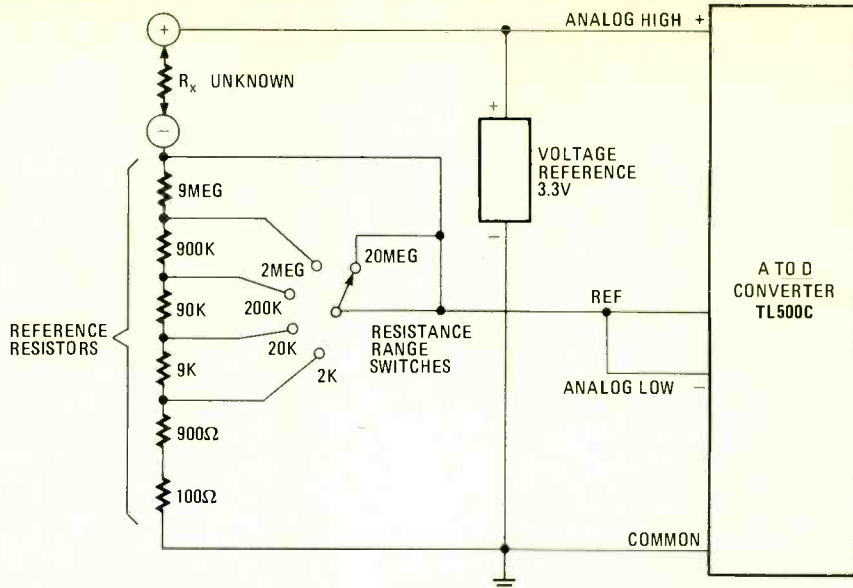 ANALOG HIGH +
+
Rx UNKNOWN
−
9MEG
900K
90K
9K
900Ω
100Ω
REFERENCE
RESISTORS
2MEG
200K
20K
2K
20MEG
RESISTANCE
RANGE
SWITCHES
+
VOLTAGE
REFERENCE
3.3V
−
REF
ANALOG LOW −
COMMON
A TO D
CONVERTER
TL500C